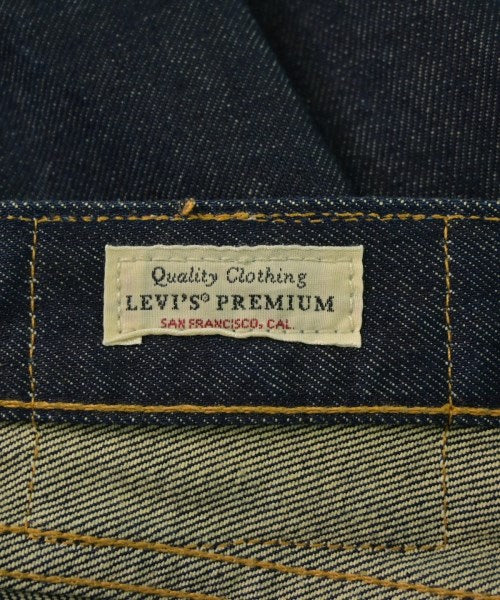 Quality Clothing
LEVI'S® PREMIUM
SAN FRANCISCO, CAL.